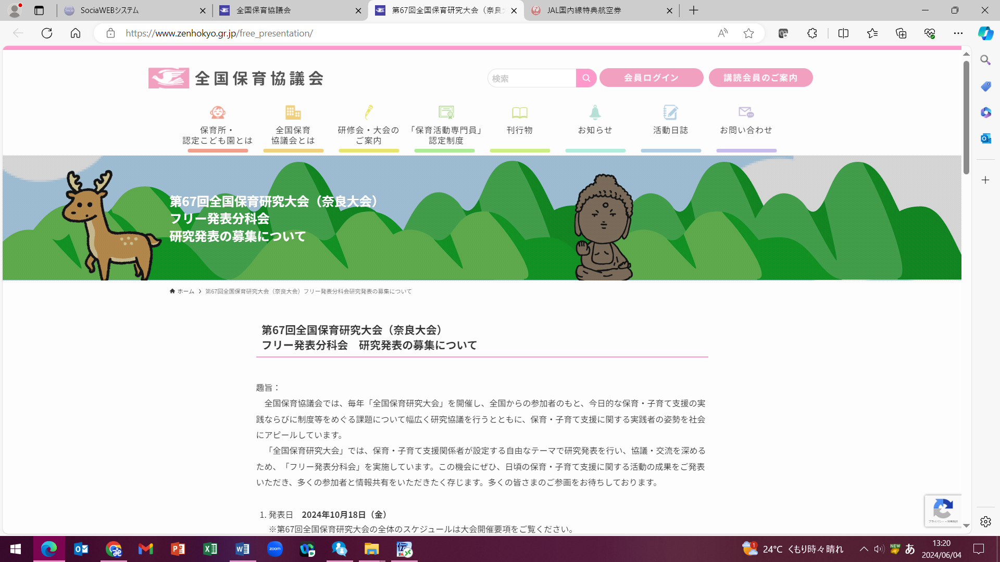 SociaWEBシステム
全国保育協議会
第67回全国保育研究大会（奈良
JAL国内線特典航空券
https://www.zenhokyo.gr.jp/free_presentation/
全国保育協議会
検索
会員ログイン
講読会員のご案内
保育所・
認定こども園とは
全国保育
協議会とは
研修会・大会の
ご案内
「保育活動専門員」
認定制度
刊行物
お知らせ
活動日誌
お問い合わせ
第67回全国保育研究大会（奈良大会）
フリー発表分科会
研究発表の募集について
ホーム
第67回全国保育研究大会（奈良大会）フリー発表分科会研究発表の募集について
第67回全国保育研究大会（奈良大会）
フリー発表分科会　研究発表の募集について
趣旨：
全国保育協議会では、毎年「全国保育研究大会」を開催し、全国からの参加者のもと、今日的な保育・子育て支援の実
践ならびに制度等をめぐる課題について幅広く研究協議を行うとともに、保育・子育て支援に関する実践者の姿勢を社会
にアピールしています。
「全国保育研究大会」では、保育・子育て支援関係者が設定する自由なテーマで研究発表を行い、協議・交流を深める
ため、「フリー発表分科会」を実施しています。この機会にぜひ、日頃の保育・子育て支援に関する活動の成果をご発表
いただき、多くの参加者と情報共有をいただきたく存じます。多くの皆さまのご参画をお待ちしております。
1. 発表日　2024年10月18日（金）
※第67回全国保育研究大会の全体のスケジュールは大会開催要項をご覧ください。
プライバシー・利用規約
zoom
1
24℃ くもり時々晴れ
NEW
あ
13:20
2024/06/04